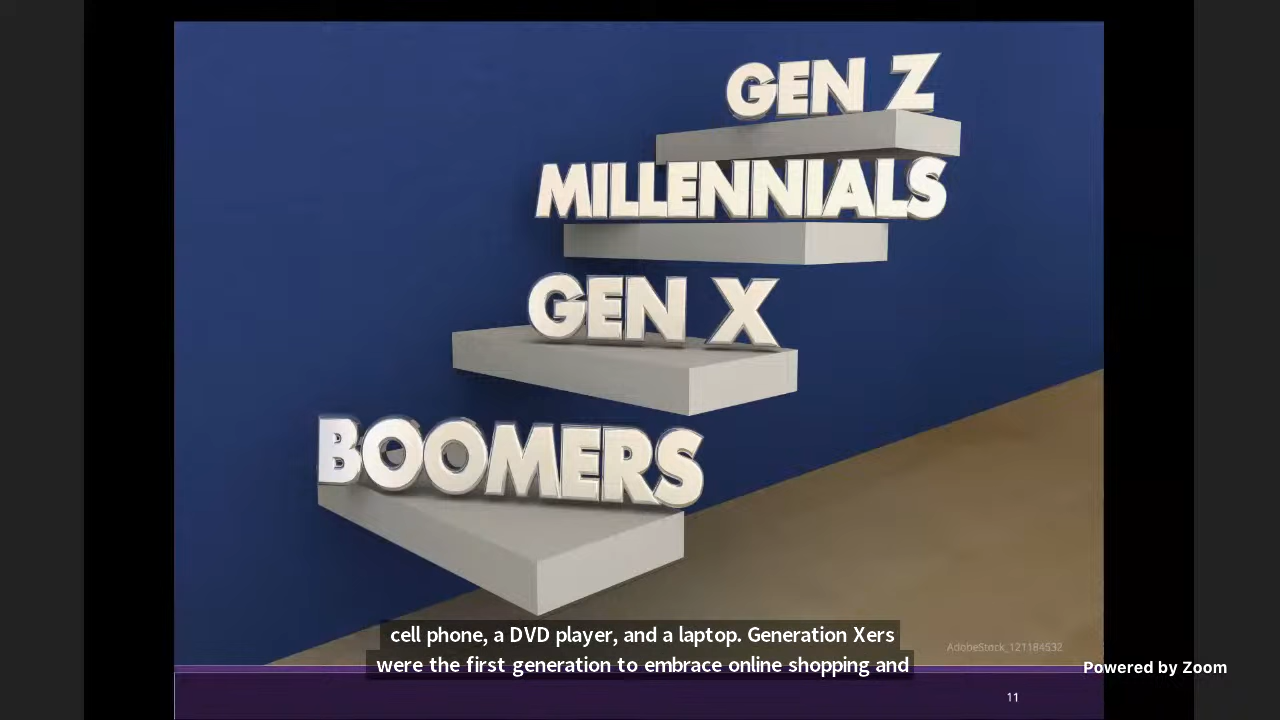 GEN Z
MILLENNIALS
GEN X
BOOMERS
cell phone, a DVD player, and a laptop. Generation Xers
were the first generation to embrace online shopping and
AdobeStock_121184532
Powered by Zoom
11